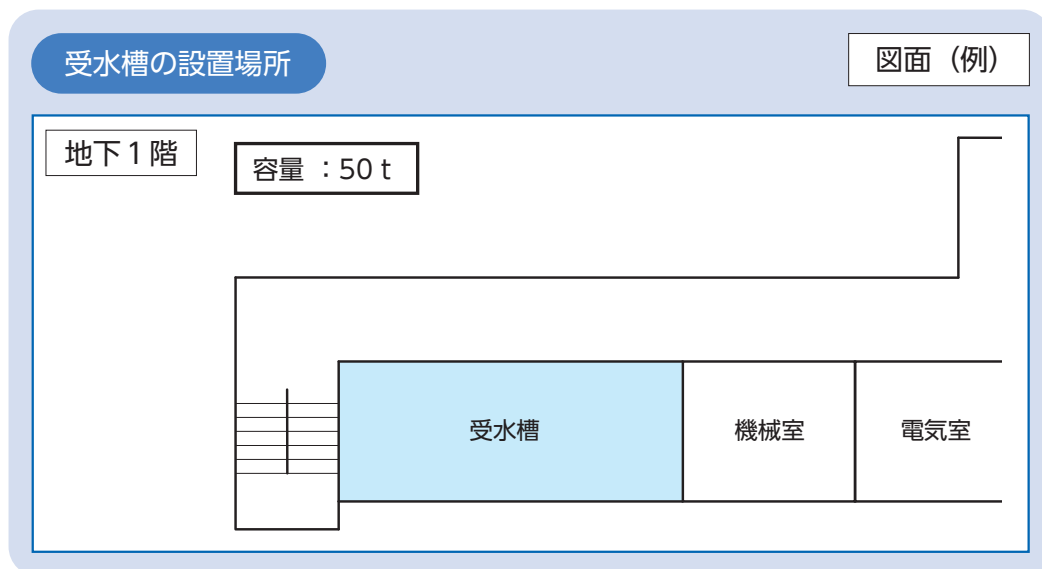 受水槽の設置場所
図面（例）
地下１階
容量 ：50ｔ
受水槽
機械室
電気室